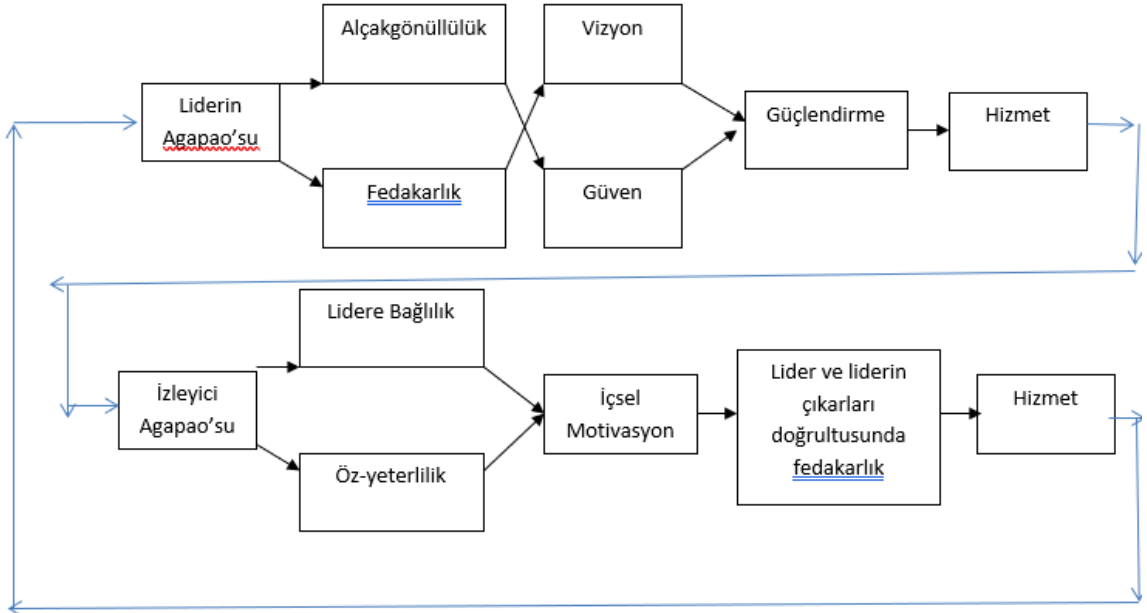 Alçakgönüllülük
Vizyon
Liderin
Agapao’su
Güçlendirme
Hizmet
Fedakarlık
Güven
Lidere Bağlılık
İzleyici
Agapao’su
İçsel
Motivasyon
Lider ve liderin
çıkarları
doğrultusunda
fedakarlık
Hizmet
Öz-yeterlilik